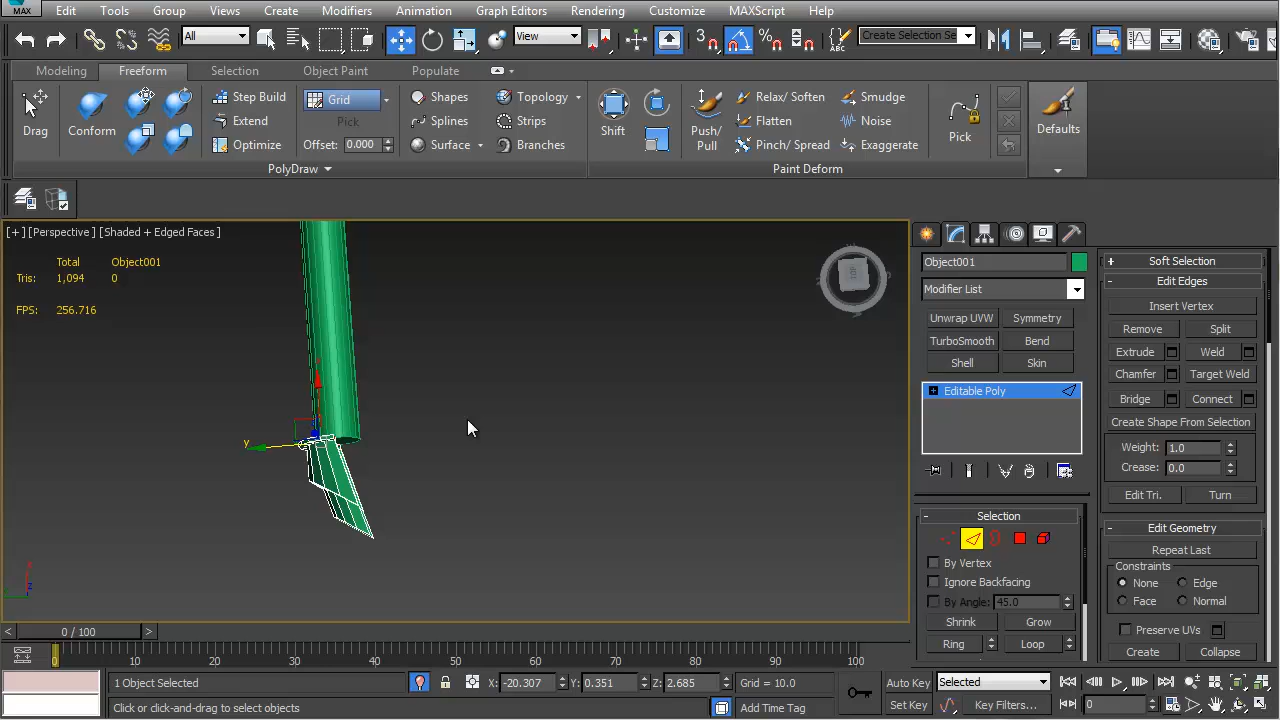 MAX
Edit Tools Group Views Create Modifiers Animation Graph Editors Rendering Customize MAXScript Help
All View 3 % ABC Create Selection Se
Modeling Freeform Selection Object Paint Populate
Drag Conform Step Build Extend Optimize Grid Pick Offset: 0.000 Shapes Splines Surface Topology Strips Branches Shift Push/ Pull Relax/ Soften Flatten Pinch/ Spread Smudge Noise Exaggerate Pick Defaults
PolyDraw Paint Deform
[+] [Perspective ] [Shaded + Edged Faces ]
Total Object001
Tris: 1,094 0
FPS: 256.716
y
z
Object001
Modifier List
Unwrap UVW Symmetry
TurboSmooth Bend
Shell Skin
Editable Poly
Selection
By Vertex
Ignore Backfacing
By Angle: 45.0
Shrink Grow
Ring Loop
Soft Selection
Edit Edges
Insert Vertex
Remove Split
Extrude Weld
Chamfer Target Weld
Bridge Connect
Create Shape From Selection
Weight: 1.0
Crease: 0.0
Edit Tri. Turn
Edit Geometry
Repeat Last
Constraints
None Edge
Face Normal
Preserve UVs
Create Collapse
< 0 / 100 >
0 10 20 30 40 50 60 70 80 90 100
1 Object Selected X: -20.307 Y: 0.351 Z: 2.685 Grid = 10.0 Auto Key Selected
Click or click-and-drag to select objects Add Time Tag Set Key Key Filters... 0